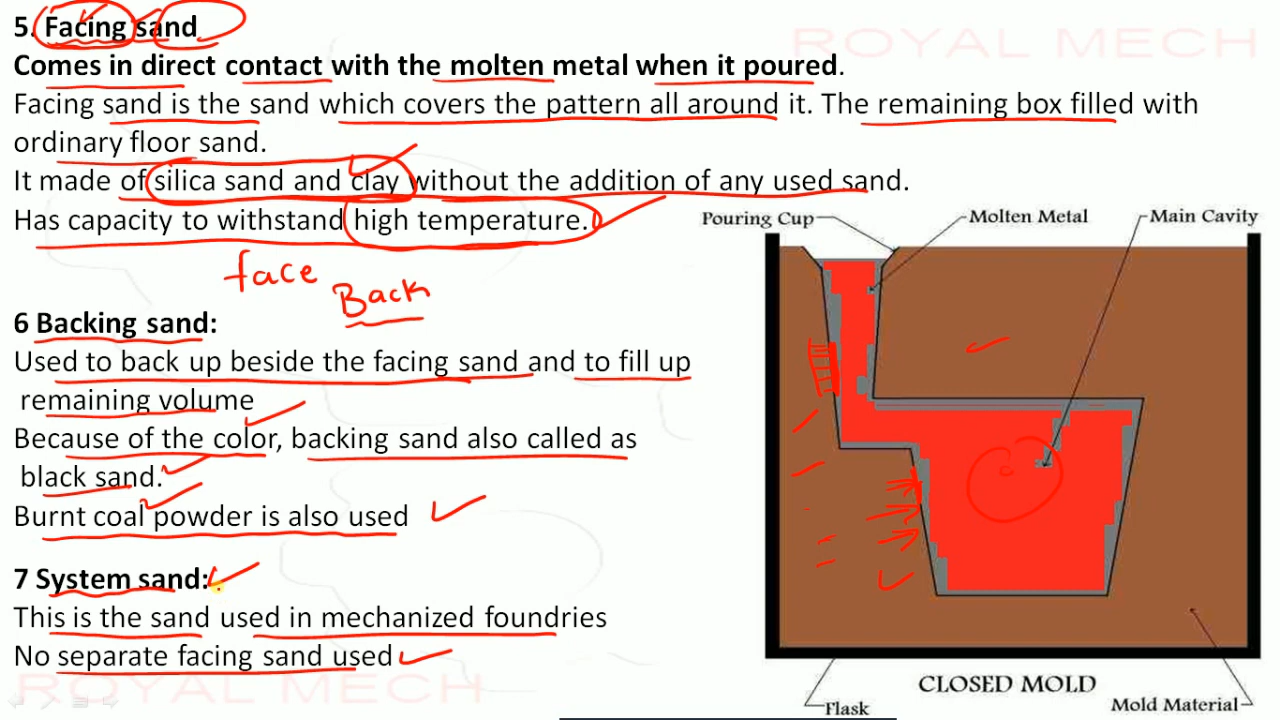 ROYAL MECH
5. Facing sand
Comes in direct contact with the molten metal when it poured.
Facing sand is the sand which covers the pattern all around it. The remaining box filled with
ordinary floor sand.
It made of silica sand and clay without the addition of any used sand.
Has capacity to withstand high temperature.
face
Back
6 Backing sand:
Used to back up beside the facing sand and to fill up
remaining volume
Because of the color, backing sand also called as
black sand.
Burnt coal powder is also used
7 System sand:
This is the sand used in mechanized foundries
No separate facing sand used
ROYAL MECH
Pouring Cup
Molten Metal
Main Cavity
CLOSED MOLD
Flask
Mold Material